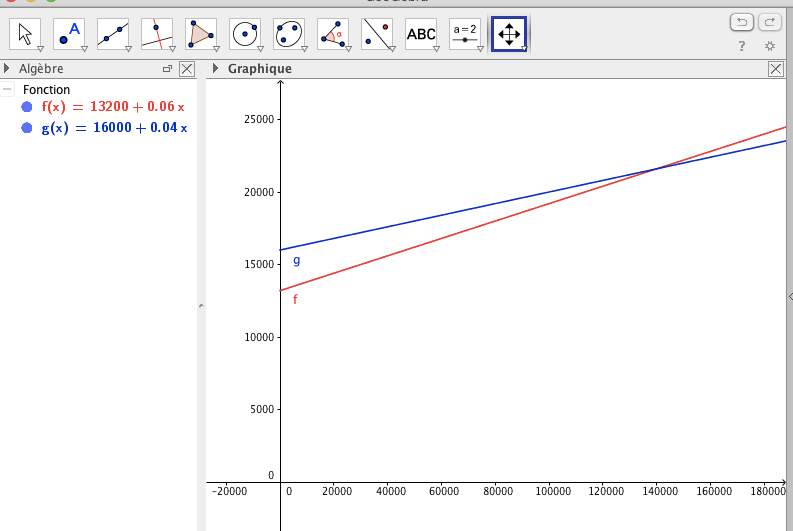 A
α
ABC
a=2
?
Algèbre
Graphique
Fonction
f(x) = 13200 + 0.06 x
g(x) = 16000 + 0.04 x
25000
20000
15000
10000
5000
0
g
f
-20000 0 20000 40000 60000 80000 100000 120000 140000 160000 180000